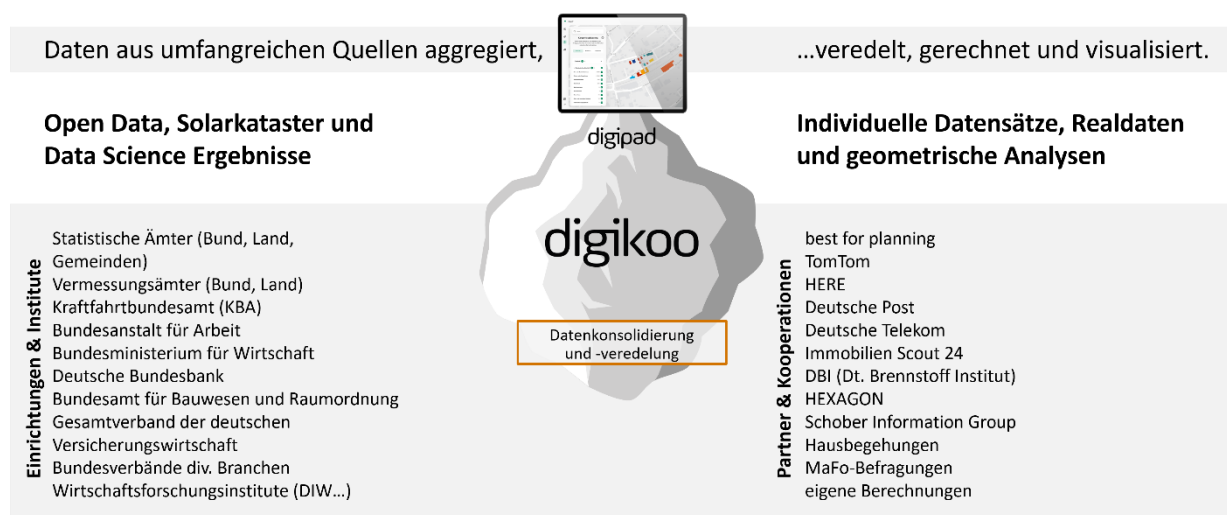 Daten aus umfangreichen Quellen aggregiert,
...veredelt, gerechnet und visualisiert.
Open Data, Solarkataster und
Data Science Ergebnisse
digipad
Individuelle Datensätze, Realdaten
und geometrische Analysen
digikoo
Datenkonsolidierung
und -veredelung
Einrichtungen & Institute
Statistische Ämter (Bund, Land,
Gemeinden)
Vermessungsämter (Bund, Land)
Kraftfahrtbundesamt (KBA)
Bundesanstalt für Arbeit
Bundesministerium für Wirtschaft
Deutsche Bundesbank
Bundesamt für Bauwesen und Raumordnung
Gesamtverband der deutschen
Versicherungswirtschaft
Bundesverbände div. Branchen
Wirtschaftsforschungsinstitute (DIW...)
Partner & Kooperationen
best for planning
TomTom
HERE
Deutsche Post
Deutsche Telekom
Immobilien Scout 24
DBI (Dt. Brennstoff Institut)
HEXAGON
Schober Information Group
Hausbegehungen
MaFo-Befragungen
eigene Berechnungen